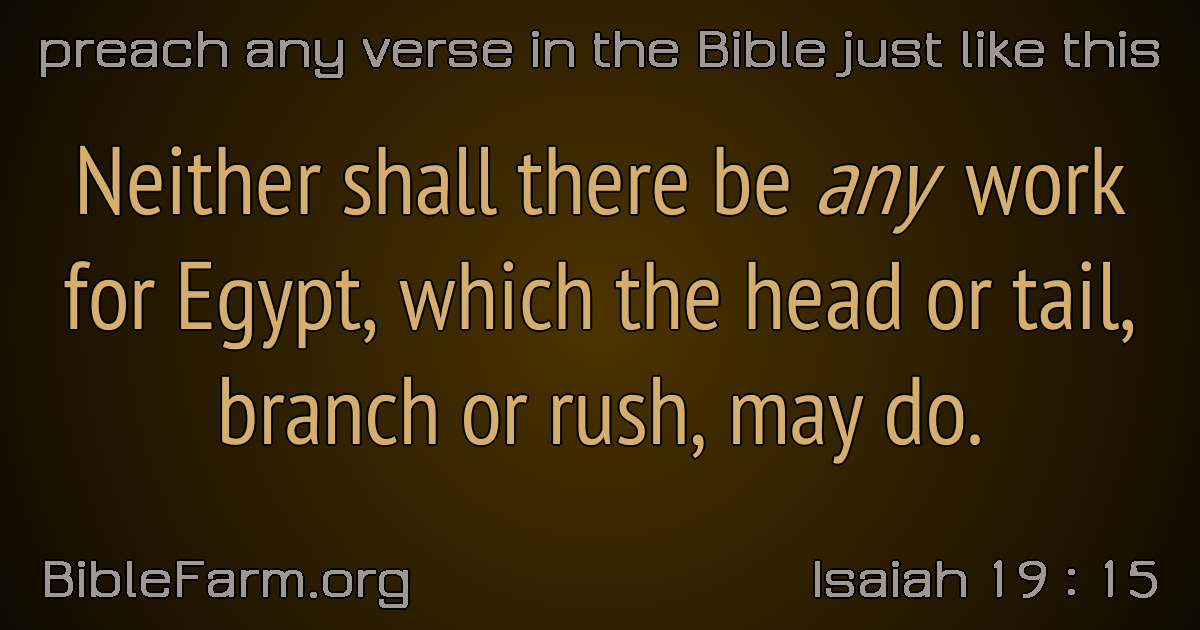 preach any verse in the Bible just like this
Neither shall there be any work
for Egypt, which the head or tail,
branch or rush, may do.
BibleFarm.org
Isaiah 19 : 15